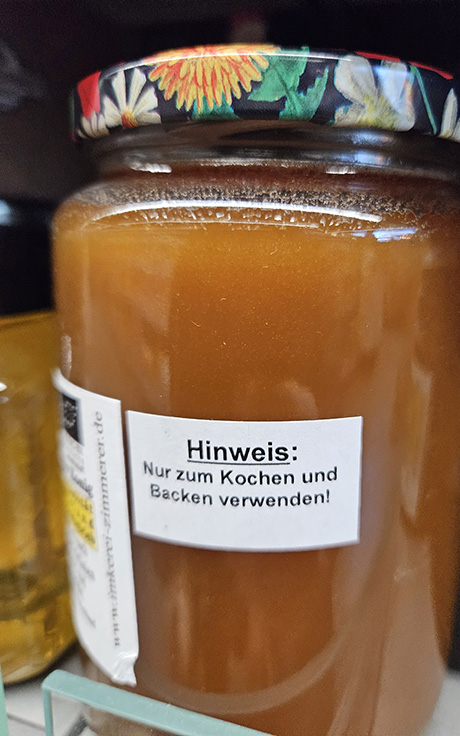 Hinweis:
Nur zum Kochen und
Backen verwenden!
www.imkerei-zimmerer.de